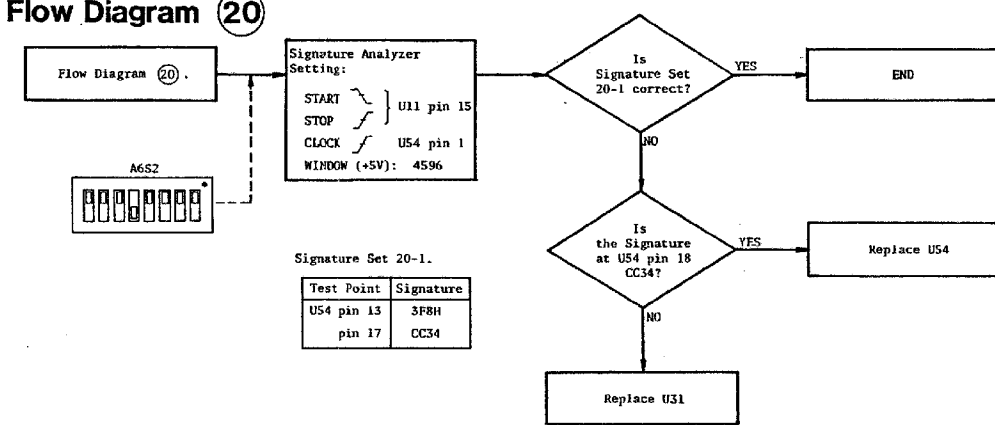 Flow Diagram 20
Flow Diagram 20.
Signature Analyzer
Setting:
START
STOP
U11 pin 15
CLOCK U54 pin 1
WINDOW (+5V): 4596
Is
Signature Set
20-1 correct?
YES
END
NO
A6S2
Is
the Signature
at U54 pin 18
CC34?
YES
Replace U54
NO
Replace U31
Signature Set 20-1.
Test Point Signature
U54 pin 13 3F8H
pin 17 CC34